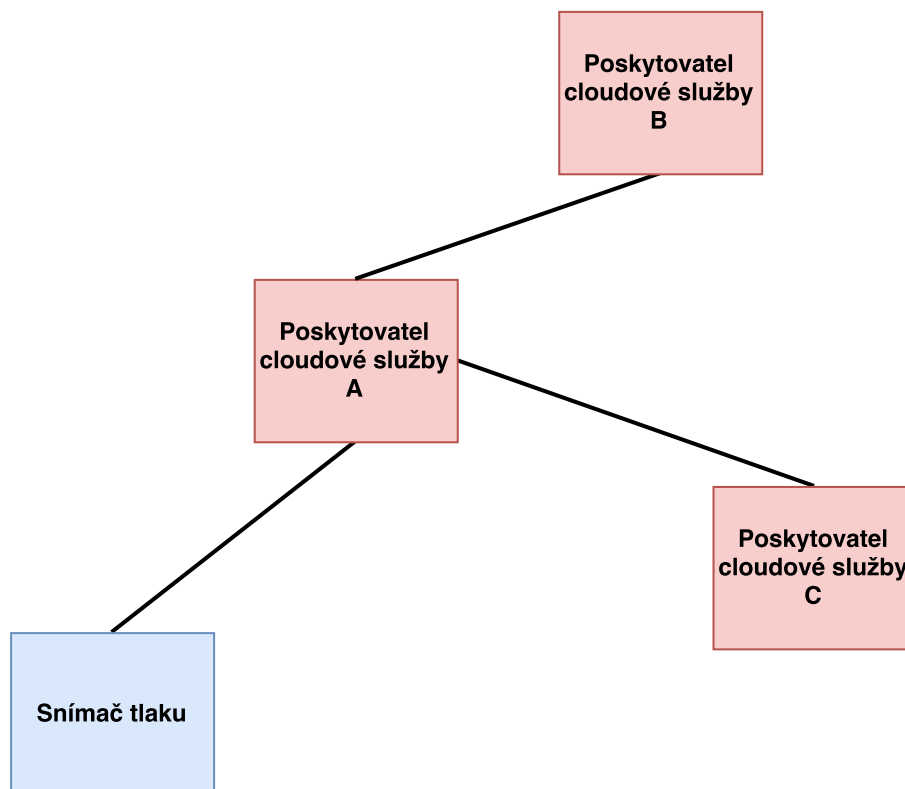 Poskytovatel
cloudové služby
B
Poskytovatel
cloudové služby
A
Poskytovatel
cloudové služby
C
Snímač tlaku